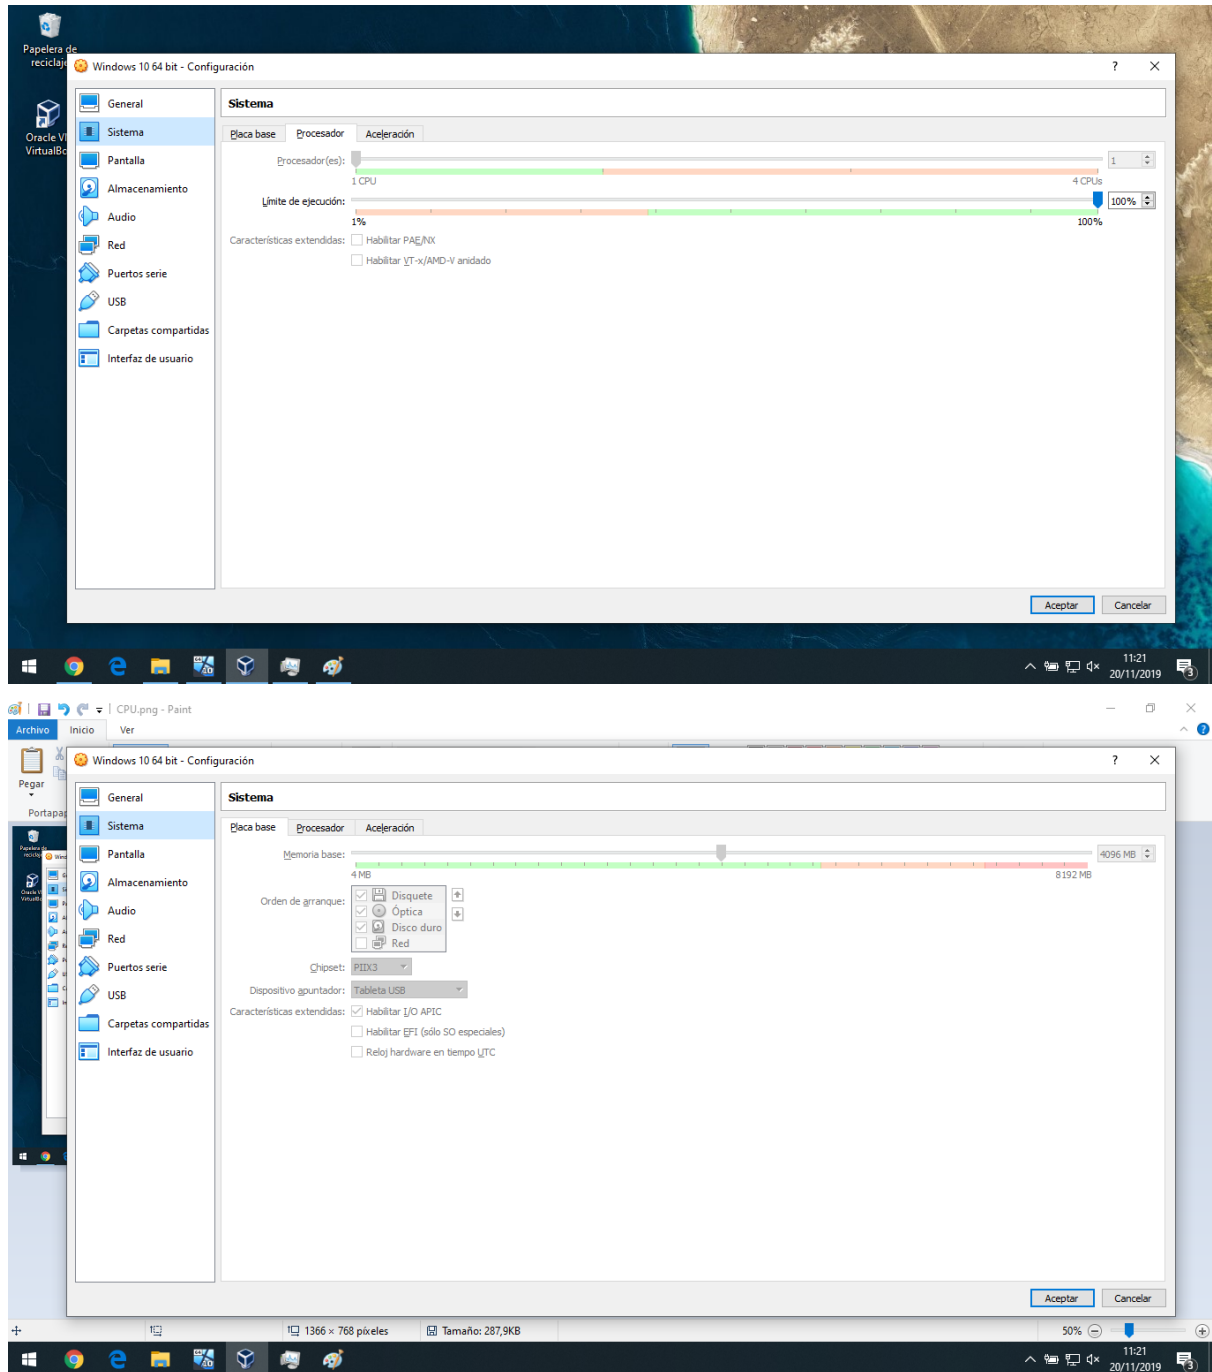 Papelera de
reciclaje
Windows 10 64 bit - Configuración
?
General
Sistema
Oracle VM
VirtualBo
Sistema
Placa base
Procesador
Aceleración
Pantalla
Procesador(es):
1
1 CPU
4 CPUs
Almacenamiento
Límite de ejecución:
100%
1%
100%
Audio
Red
Características extendidas:
Habilitar PAE/NX
Habilitar VT-x/AMD-V anidado
Puertos serie
USB
Carpetas compartidas
Interfaz de usuario
Aceptar
Cancelar
11:21
20/11/2019
3
CPU.png - Paint
Archivo
Inicio
Ver
Pegar
Portapap
Windows 10 64 bit - Configuración
?
General
Sistema
Sistema
Placa base
Procesador
Aceleración
Pantalla
Memoria base:
4096 MB
4 MB
8192 MB
Almacenamiento
Orden de arranque:
Disquete
Óptica
Disco duro
Red
Audio
Red
Puertos serie
Chipset:
PIIX3
USB
Dispositivo apuntador:
Tableta USB
Características extendidas:
Habilitar I/O APIC
Habilitar EFI (sólo SO especiales)
Reloj hardware en tiempo UTC
Carpetas compartidas
Interfaz de usuario
Aceptar
Cancelar
1366 × 768 píxeles
Tamaño: 287,9KB
50%
11:21
20/11/2019
3